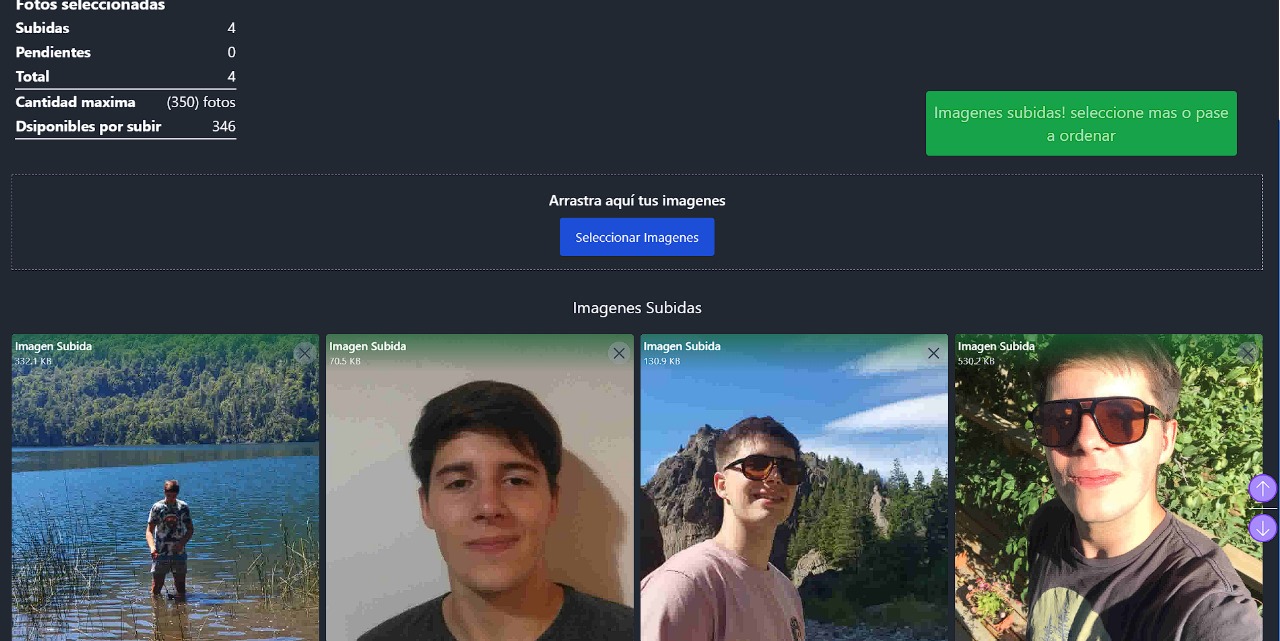 Fotos seleccionadas
Subidas 4
Pendientes 0
Total 4
Cantidad maxima (350) fotos
Dsiponibles por subir 346
Imagenes subidas! seleccione mas o pase
a ordenar
Arrastra aquí tus imagenes
Seleccionar Imagenes
Imagenes Subidas
Imagen Subida
332.1 KB
Imagen Subida
70.5 KB
Imagen Subida
130.9 KB
Imagen Subida
530.2 KB